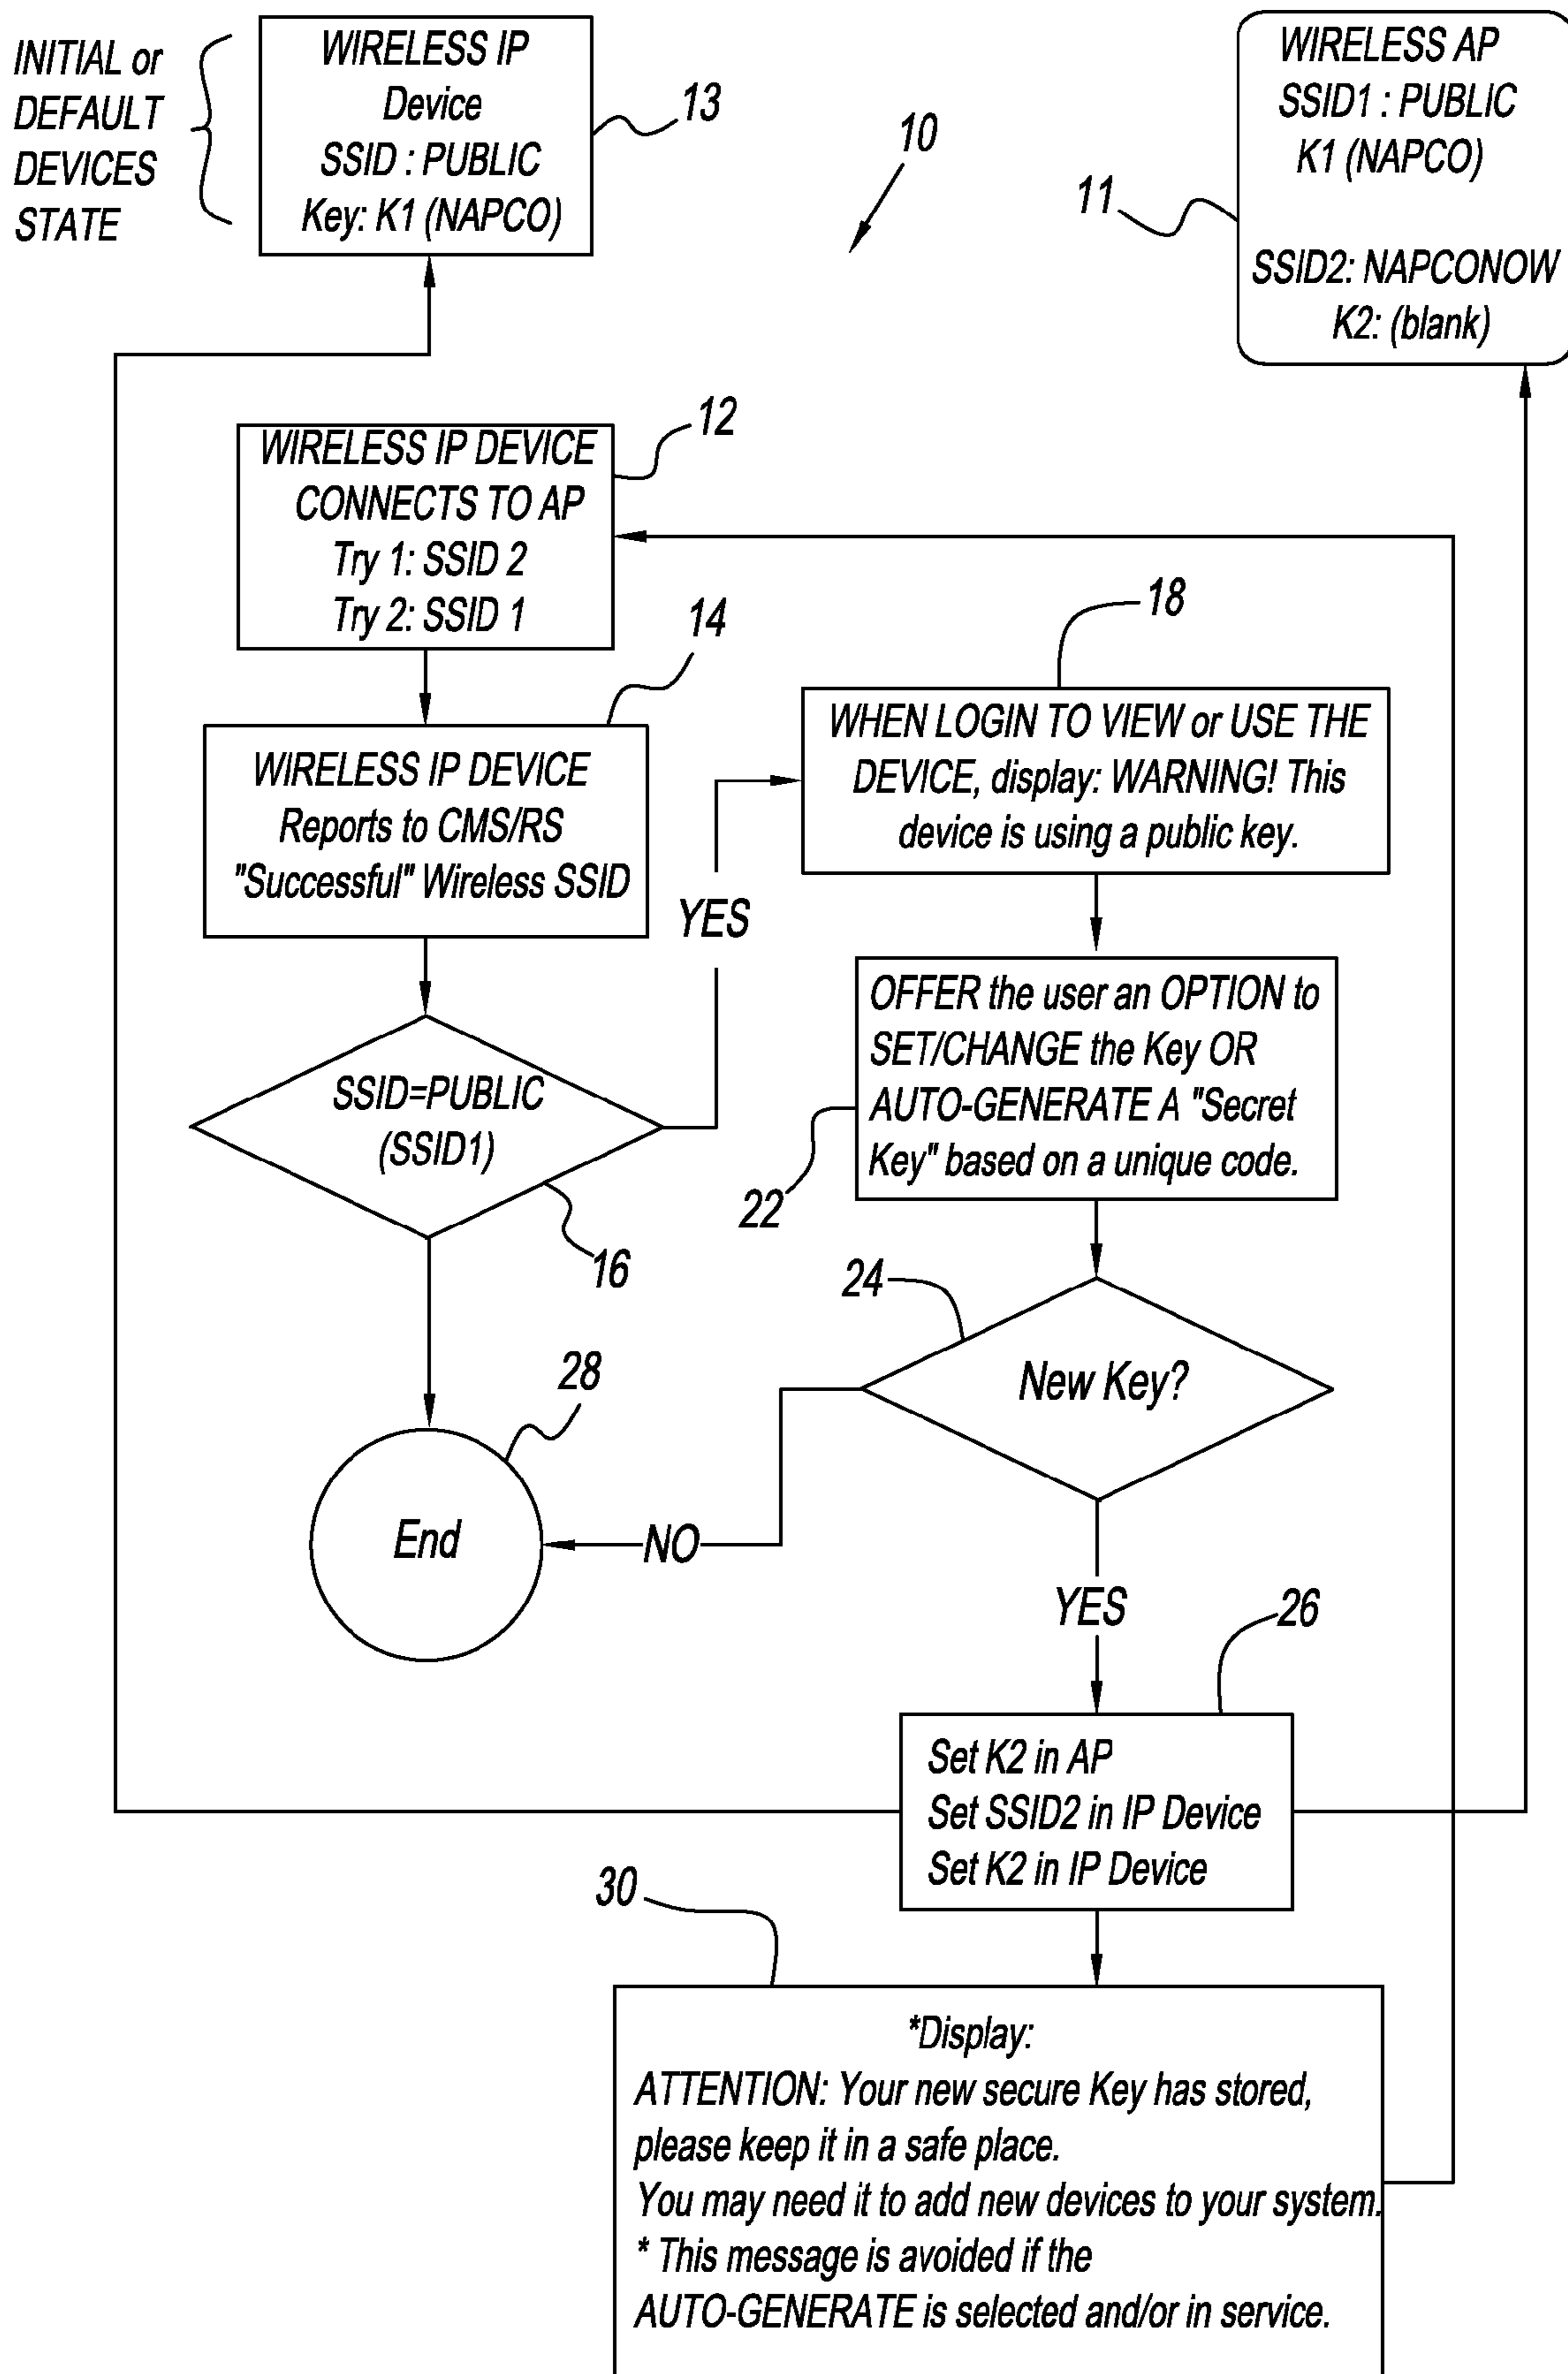 INITIAL or
DEFAULT
DEVICES
STATE
WIRELESS IP
Device
SSID : PUBLIC
Key: K1 (NAPCO)
13
10
WIRELESS AP
SSID1 : PUBLIC
K1 (NAPCO)
SSID2: NAPCONOW
K2: (blank)
11
12
WIRELESS IP DEVICE
CONNECTS TO AP
Try 1: SSID 2
Try 2: SSID 1
14
WIRELESS IP DEVICE
Reports to CMS/RS
"Successful" Wireless SSID
YES
18
WHEN LOGIN TO VIEW or USE THE
DEVICE, display: WARNING! This
device is using a public key.
SSID=PUBLIC
(SSID1)
16
OFFER the user an OPTION to
SET/CHANGE the Key OR
AUTO-GENERATE A "Secret
Key" based on a unique code.
22
24
New Key?
28
End
NO
YES
26
Set K2 in AP
Set SSID2 in IP Device
Set K2 in IP Device
30
*Display:
ATTENTION: Your new secure Key has stored,
please keep it in a safe place.
You may need it to add new devices to your system.
* This message is avoided if the
AUTO-GENERATE is selected and/or in service.